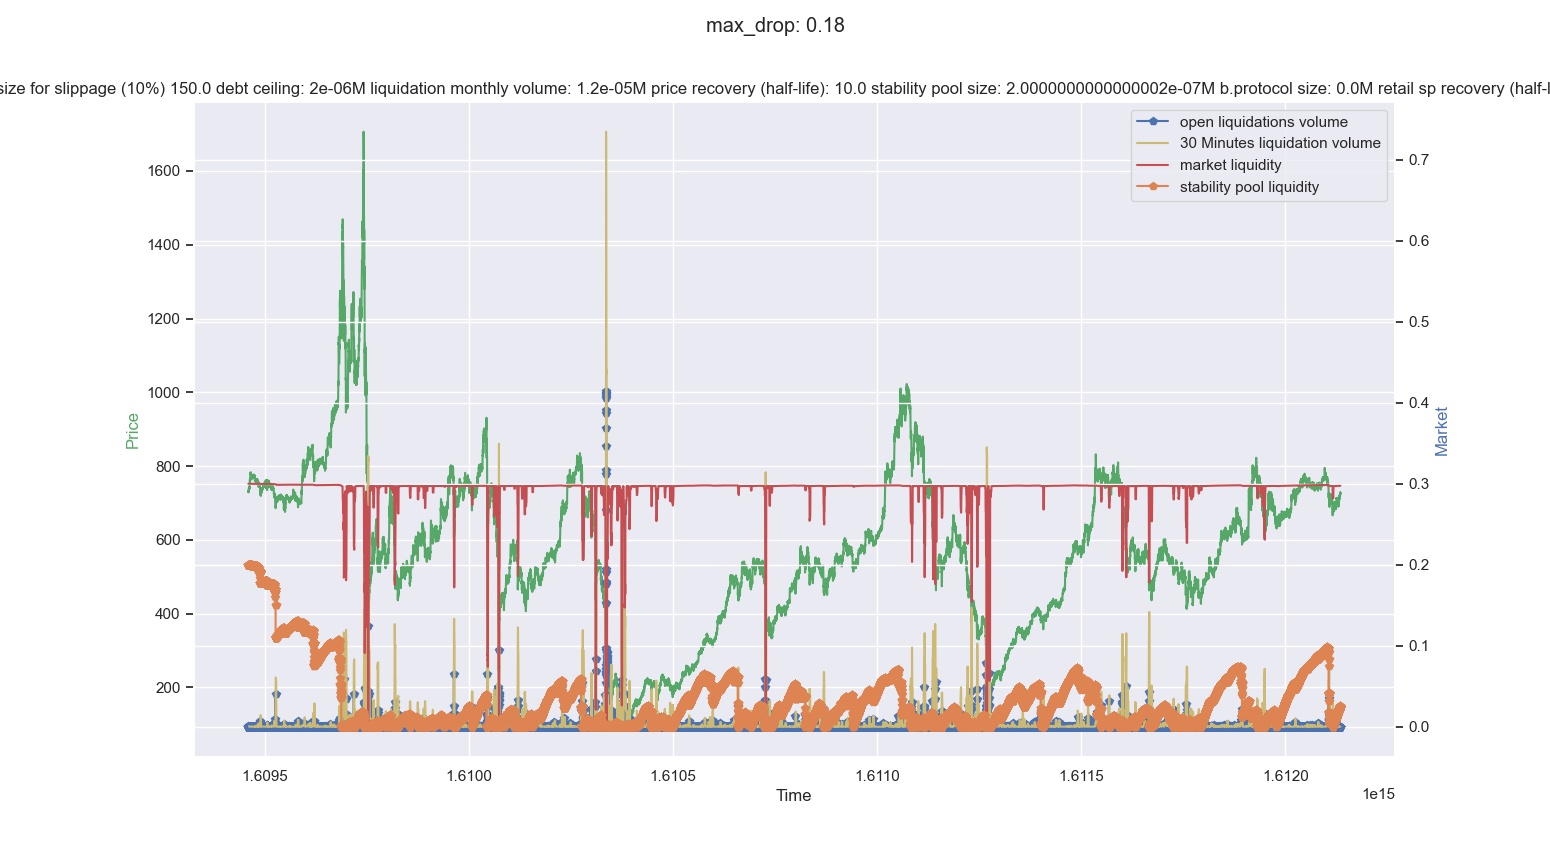 max_drop: 0.18
size for slippage (10%) 150.0 debt ceiling: 2e-06M liquidation monthly volume: 1.2e-05M price recovery (half-life): 10.0 stability pool size: 2.0000000000000002e-07M b.protocol size: 0.0M retail sp recovery (half-l
open liquidations volume
30 Minutes liquidation volume
market liquidity
stability pool liquidity
1600
1400
1200
1000
800
600
400
200
Price
0.7
0.6
0.5
0.4
0.3
0.2
0.1
0.0
Market
1.6095 1.6100 1.6105 1.6110 1.6115 1.6120
Time
1e15